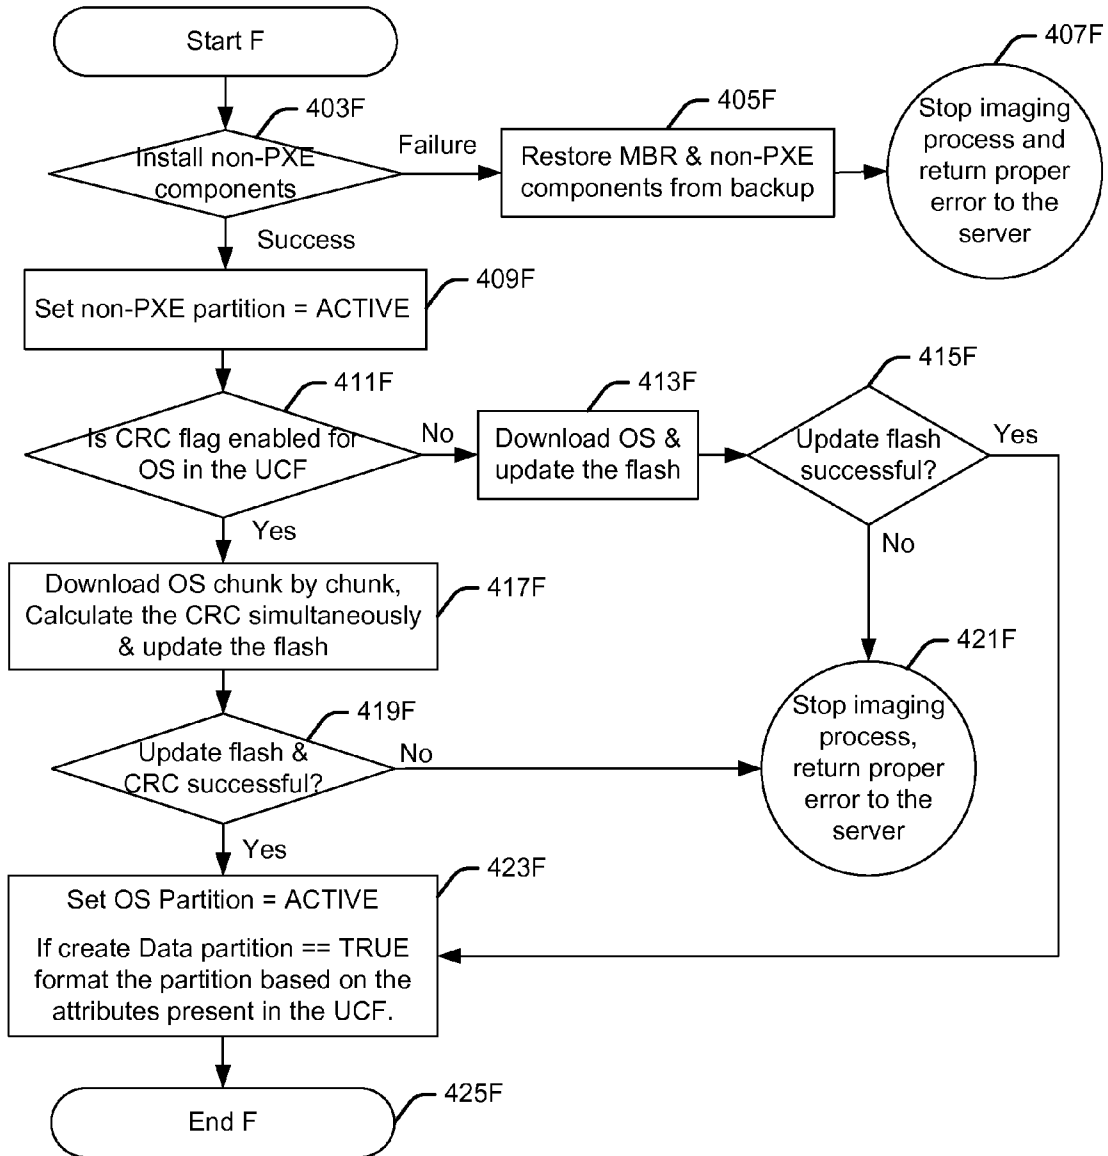 Start F
403F
Install non-PXE
components
Failure
Success
405F
Restore MBR & non-PXE
components from backup
407F
Stop imaging
process and
return proper
error to the
server
409F
Set non-PXE partition = ACTIVE
411F
Is CRC flag enabled for
OS in the UCF
No
Yes
413F
Download OS &
update the flash
415F
Update flash
successful?
Yes
No
417F
Download OS chunk by chunk,
Calculate the CRC simultaneously
& update the flash
419F
Update flash &
CRC successful?
No
Yes
421F
Stop imaging
process,
return proper
error to the
server
423F
Set OS Partition = ACTIVE
If create Data partition == TRUE
format the partition based on the
attributes present in the UCF.
425F
End F